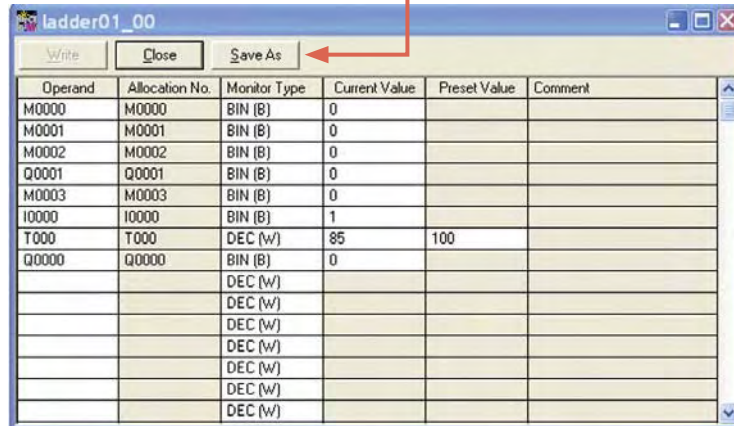 ladder01_00
Write Close Save As
Operand Allocation No. Monitor Type Current Value Preset Value Comment
M0000 M0000 BIN (B) 0
M0001 M0001 BIN (B) 0
M0002 M0002 BIN (B) 0
Q0001 Q0001 BIN (B) 0
M0003 M0003 BIN (B) 0
I0000 I0000 BIN (B) 1
T000 T000 DEC (W) 85 100
Q0000 Q0000 BIN (B) 0
DEC (W)
DEC (W)
DEC (W)
DEC (W)
DEC (W)
DEC (W)
DEC (W)